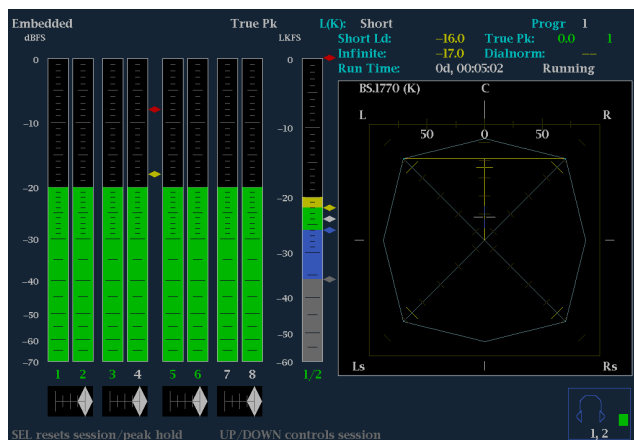 Embedded True Pk L(K): Short Progr 1
dBFS LKFS Short Ld: -16.0 True Pk: 0.0 1
Infinite: -17.0 Dialnorm: --
Run Time: 0d, 00:05:02 Running
BS.1770 (K) C
0 0
L R
50 0 50
-10 -10
-20 -20
-30 -30
-40 -40
-50 -50
-60 -60
-70
1 2 3 4 5 6 7 8 1/2
Ls Rs
1, 2
SEL resets session/peak hold UP/DOWN controls session